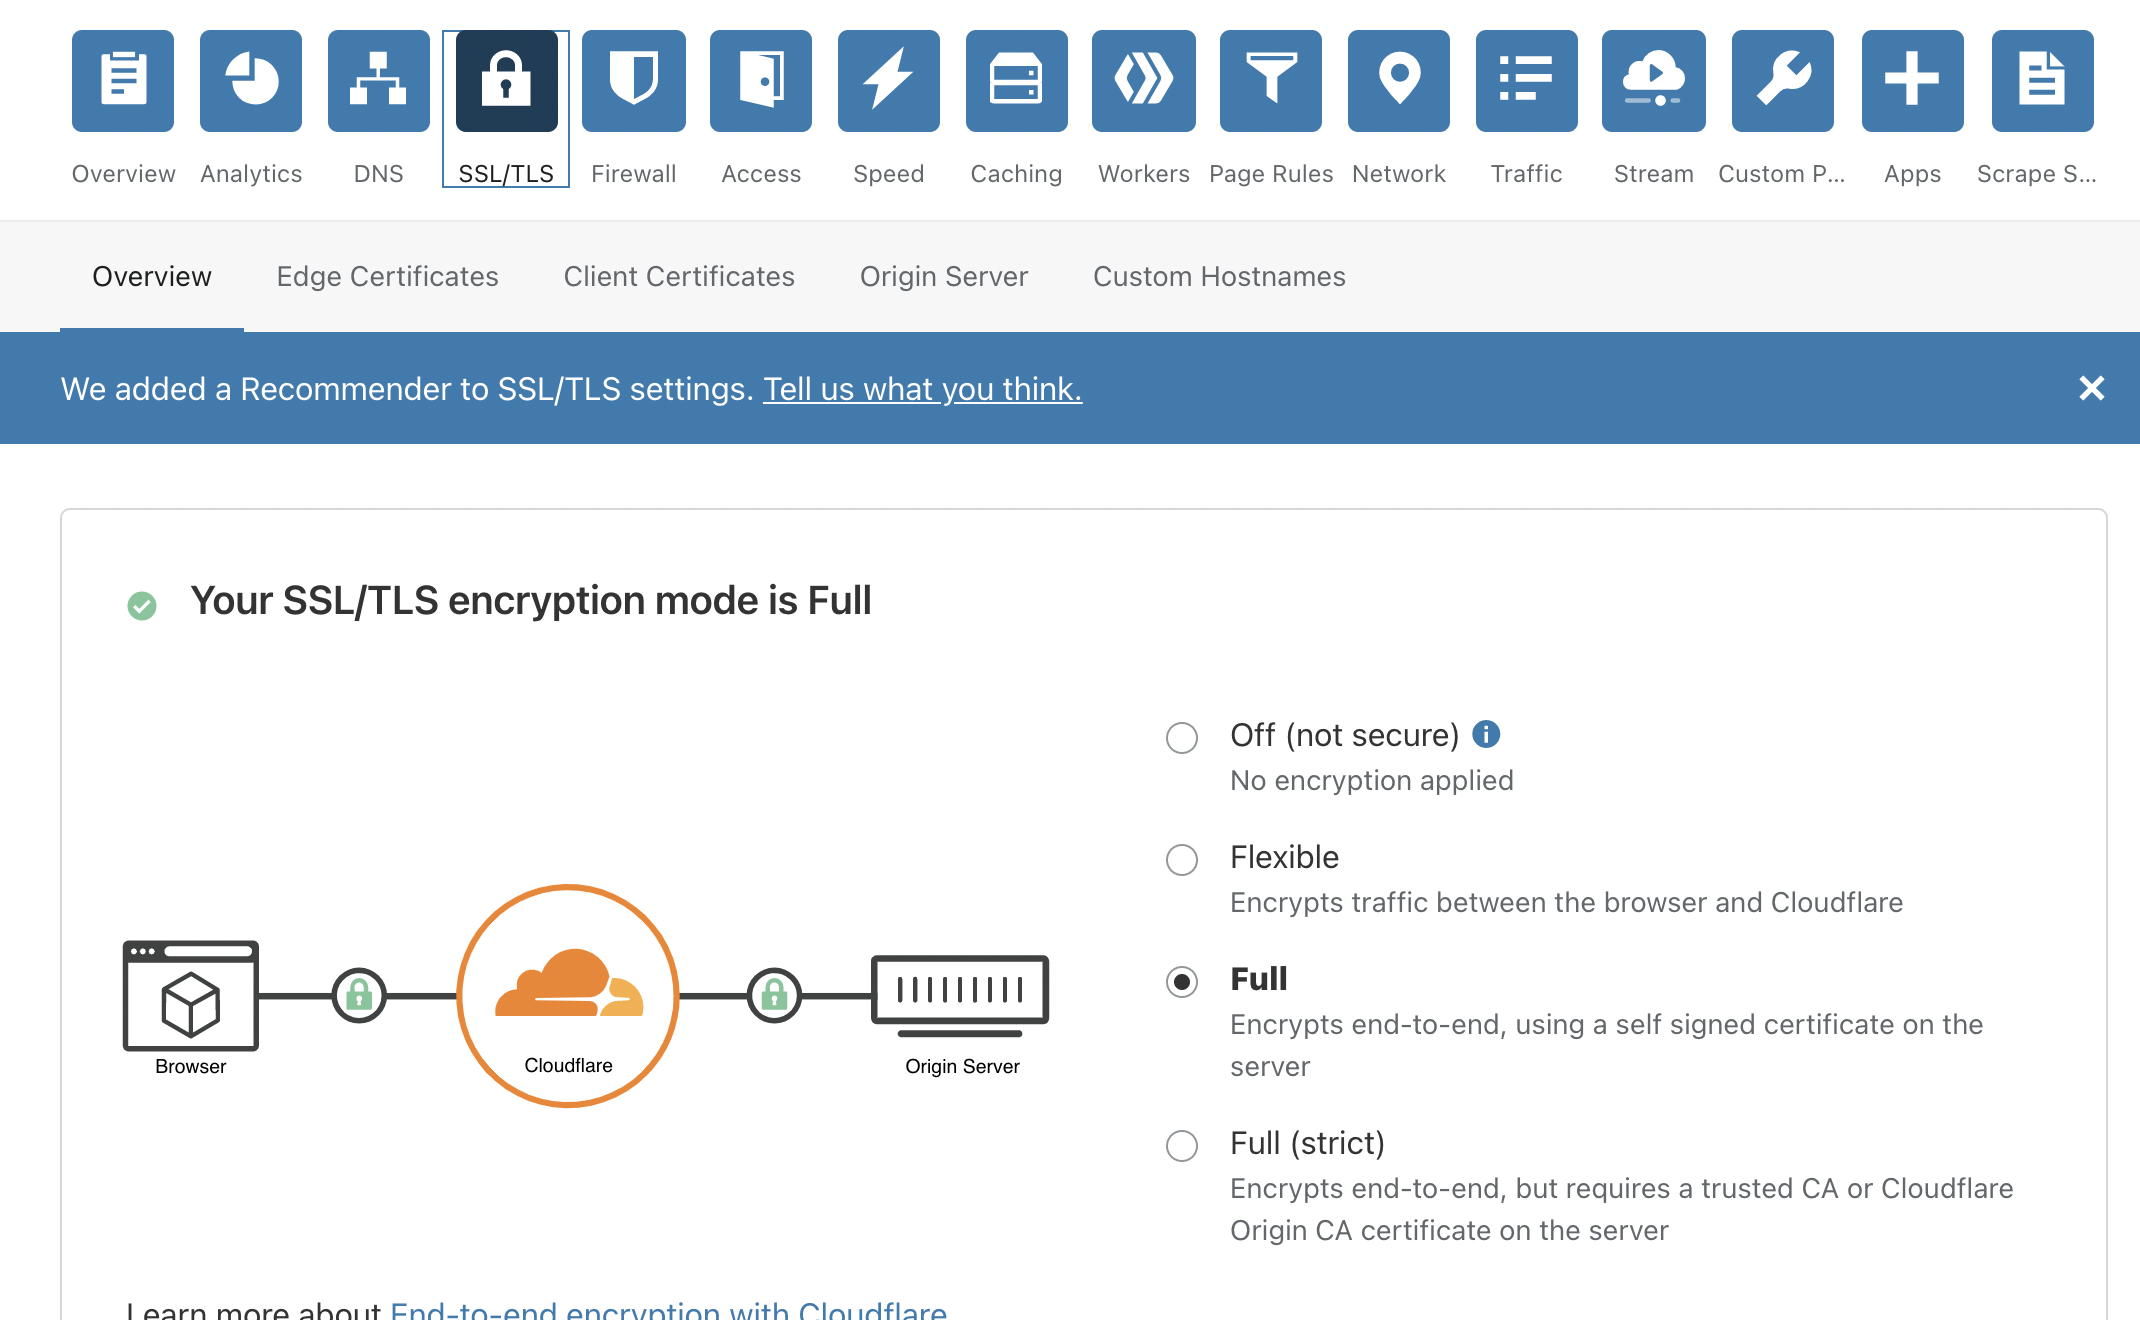 Overview Analytics DNS SSL/TLS Firewall Access Speed Caching Workers Page Rules Network Traffic Stream Custom P... Apps Scrape S...
Overview Edge Certificates Client Certificates Origin Server Custom Hostnames
We added a Recommender to SSL/TLS settings. Tell us what you think.
Your SSL/TLS encryption mode is Full
Off (not secure)
No encryption applied
Flexible
Encrypts traffic between the browser and Cloudflare
Full
Encrypts end-to-end, using a self signed certificate on the
server
Full (strict)
Encrypts end-to-end, but requires a trusted CA or Cloudflare
Origin CA certificate on the server
Browser
Cloudflare
Origin Server
Learn more about End-to-end encryption with Cloudflare